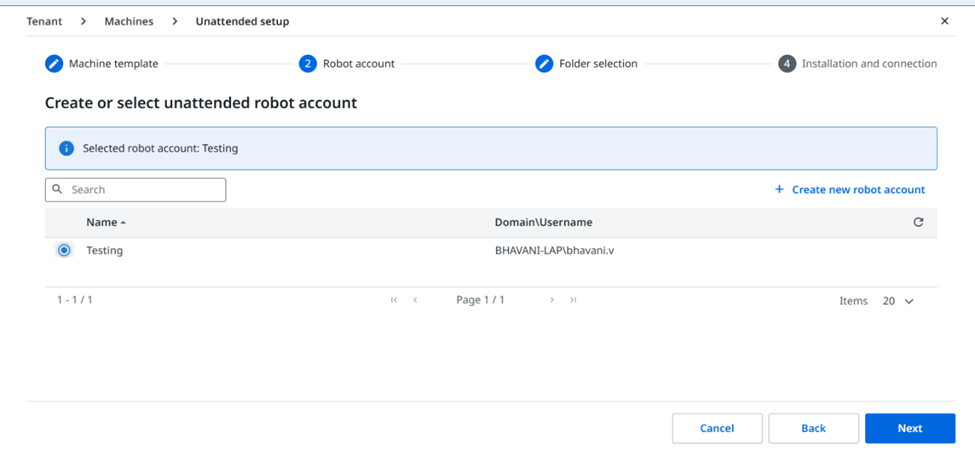 Tenant > Machines > Unattended setup
Machine template 2 Robot account Folder selection 4 Installation and connection
Create or select unattended robot account
Selected robot account: Testing
Search + Create new robot account
Name Domain\Username
Testing BHAVANI-LAP\bhavani.v
1 - 1 / 1 Page 1 / 1 Items 20
Cancel Back Next